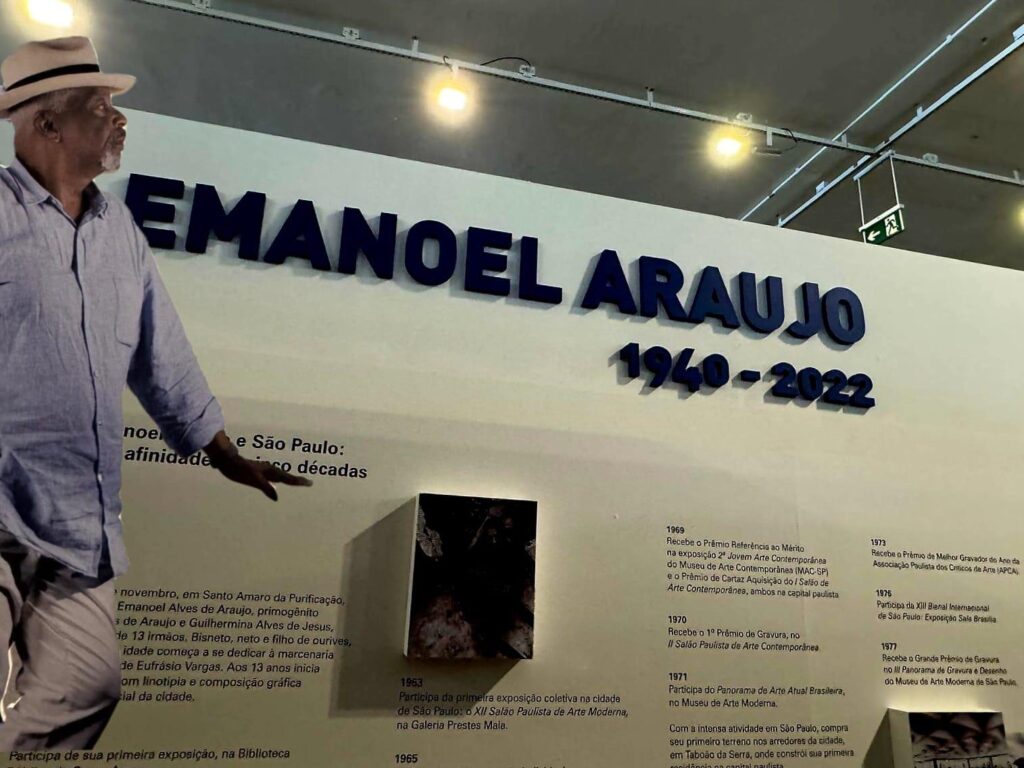 EMANOEL ARAUJO
1940 - 2022
e São Paulo:
décadas
novembro, em Santo Amaro da Purificação,
Emanoel Alves de Araujo, primogênito
de Araujo e Guilhermina Alves de Jesus,
de 13 irmãos. Bisneto, neto e filho de ourives,
idade começa a se dedicar à marcenaria
de Eufrásio Vargas. Aos 13 anos inicia
linotipia e composição gráfica
da cidade.
Participa de sua primeira exposição, na Biblioteca
1963
Participa da primeira exposição coletiva na cidade
de São Paulo: o XII Salão Paulista de Arte Moderna,
na Galeria Prestes Maia.
1965
1969
Recebe o Prêmio Referência ao Mérito
na exposição 2ª Jovem Arte Contemporânea
do Museu de Arte Contemporânea (MAC-SP)
e o Prêmio de Cartaz Aquisição do I Salão de
Arte Contemporânea, ambos na capital paulista
1970
Recebe o 1º Prêmio de Gravura, no
II Salão Paulista de Arte Contemporânea
1971
Participa do Panorama de Arte Atual Brasileira,
no Museu de Arte Moderna.
Com a intensa atividade em São Paulo, compra
seu primeiro terreno nos arredores da cidade,
em Taboão da Serra, onde constrói sua primeira
residência na capital paulista
1973
Recebe o Prêmio de Melhor Gravador do Ano da
Associação Paulista dos Críticos de Arte (APCA).
1976
Participa da XIII Bienal Internacional
de São Paulo: Exposição Sala Brasília.
1977
Recebe o Grande Prêmio de Gravura
no III Panorama de Gravura e Desenho
do Museu de Arte Moderna de São Paulo.